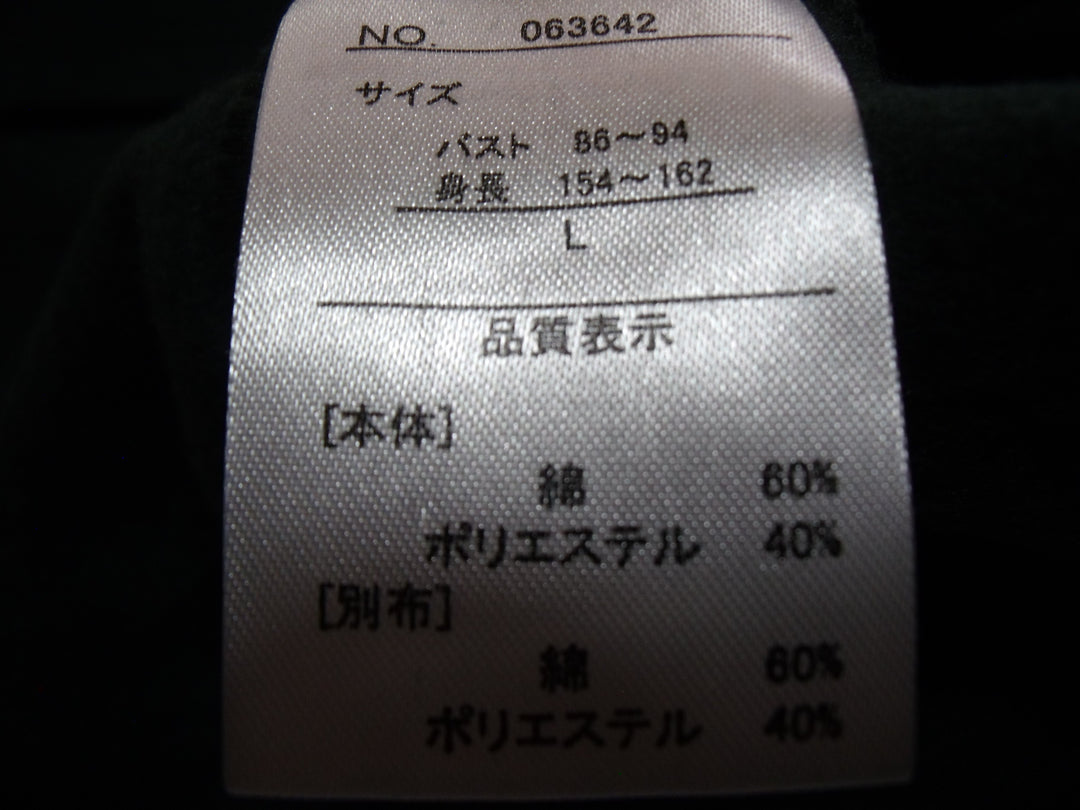 NO. 063642
サイズ
バスト 86～94
身長 154～162
L
品質表示
[本体]
綿 60%
ポリエステル 40%
[別布]
綿 60%
ポリエステル 40%